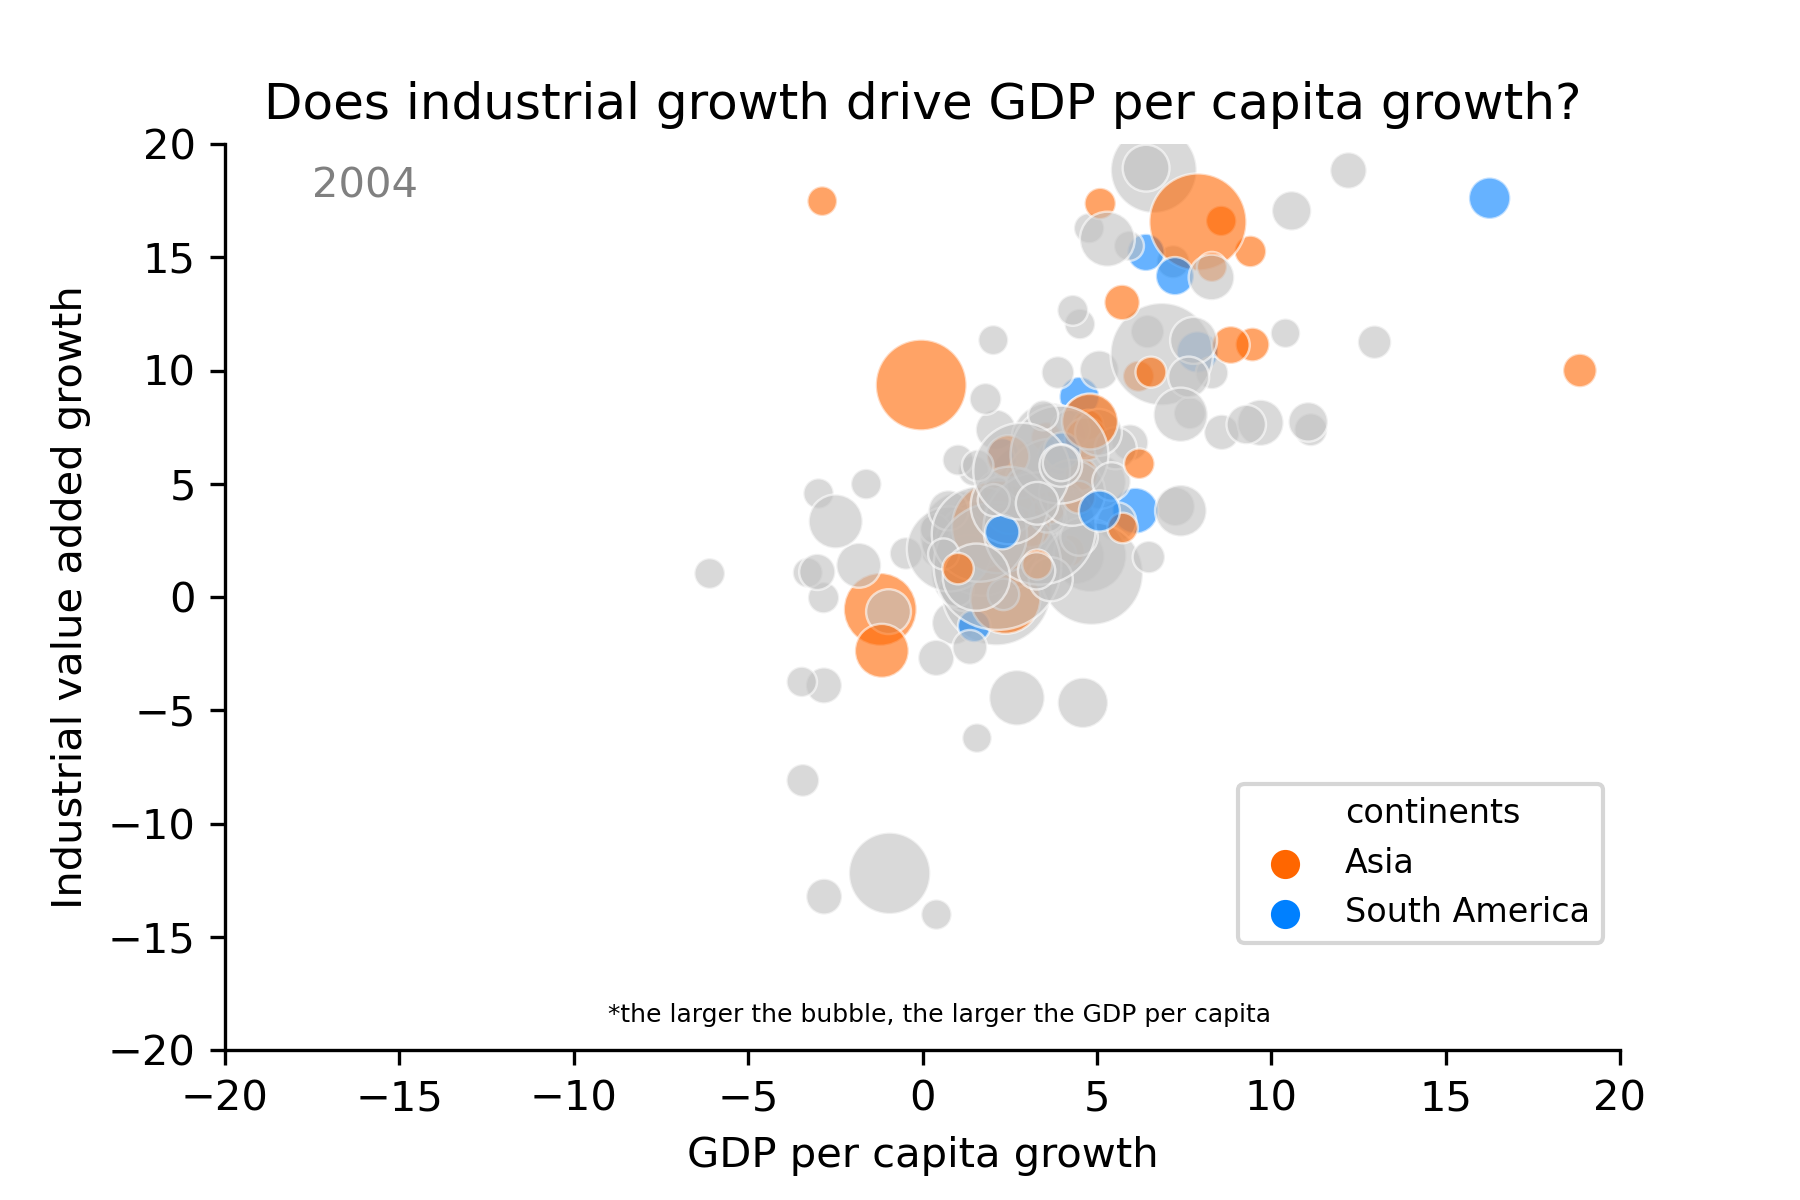 Does industrial growth drive GDP per capita growth?
20
2004
15
10
5
0
−5
−10
−15
−20
Industrial value added growth
continents
Asia
South America
*the larger the bubble, the larger the GDP per capita
−20 −15 −10 −5 0 5 10 15 20
GDP per capita growth